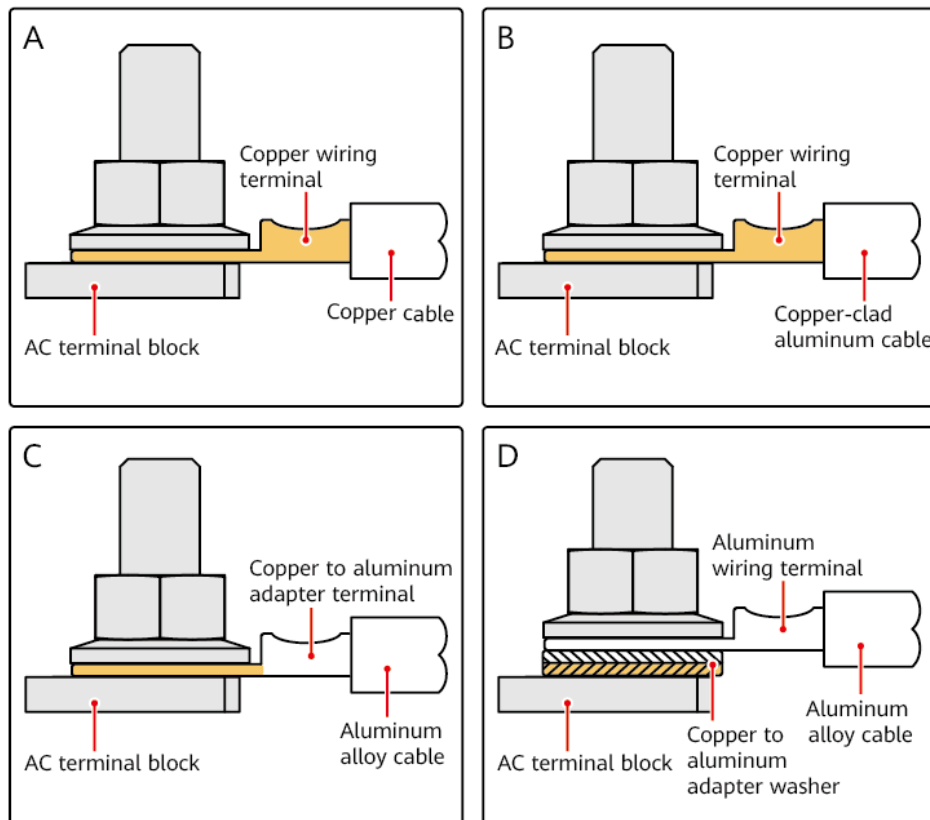 A
Copper wiring
terminal
Copper cable
AC terminal block
B
Copper wiring
terminal
Copper-clad
aluminum cable
AC terminal block
C
Copper to aluminum
adapter terminal
Aluminum
alloy cable
AC terminal block
D
Aluminum
wiring terminal
Aluminum
alloy cable
Copper to
aluminum
adapter washer
AC terminal block